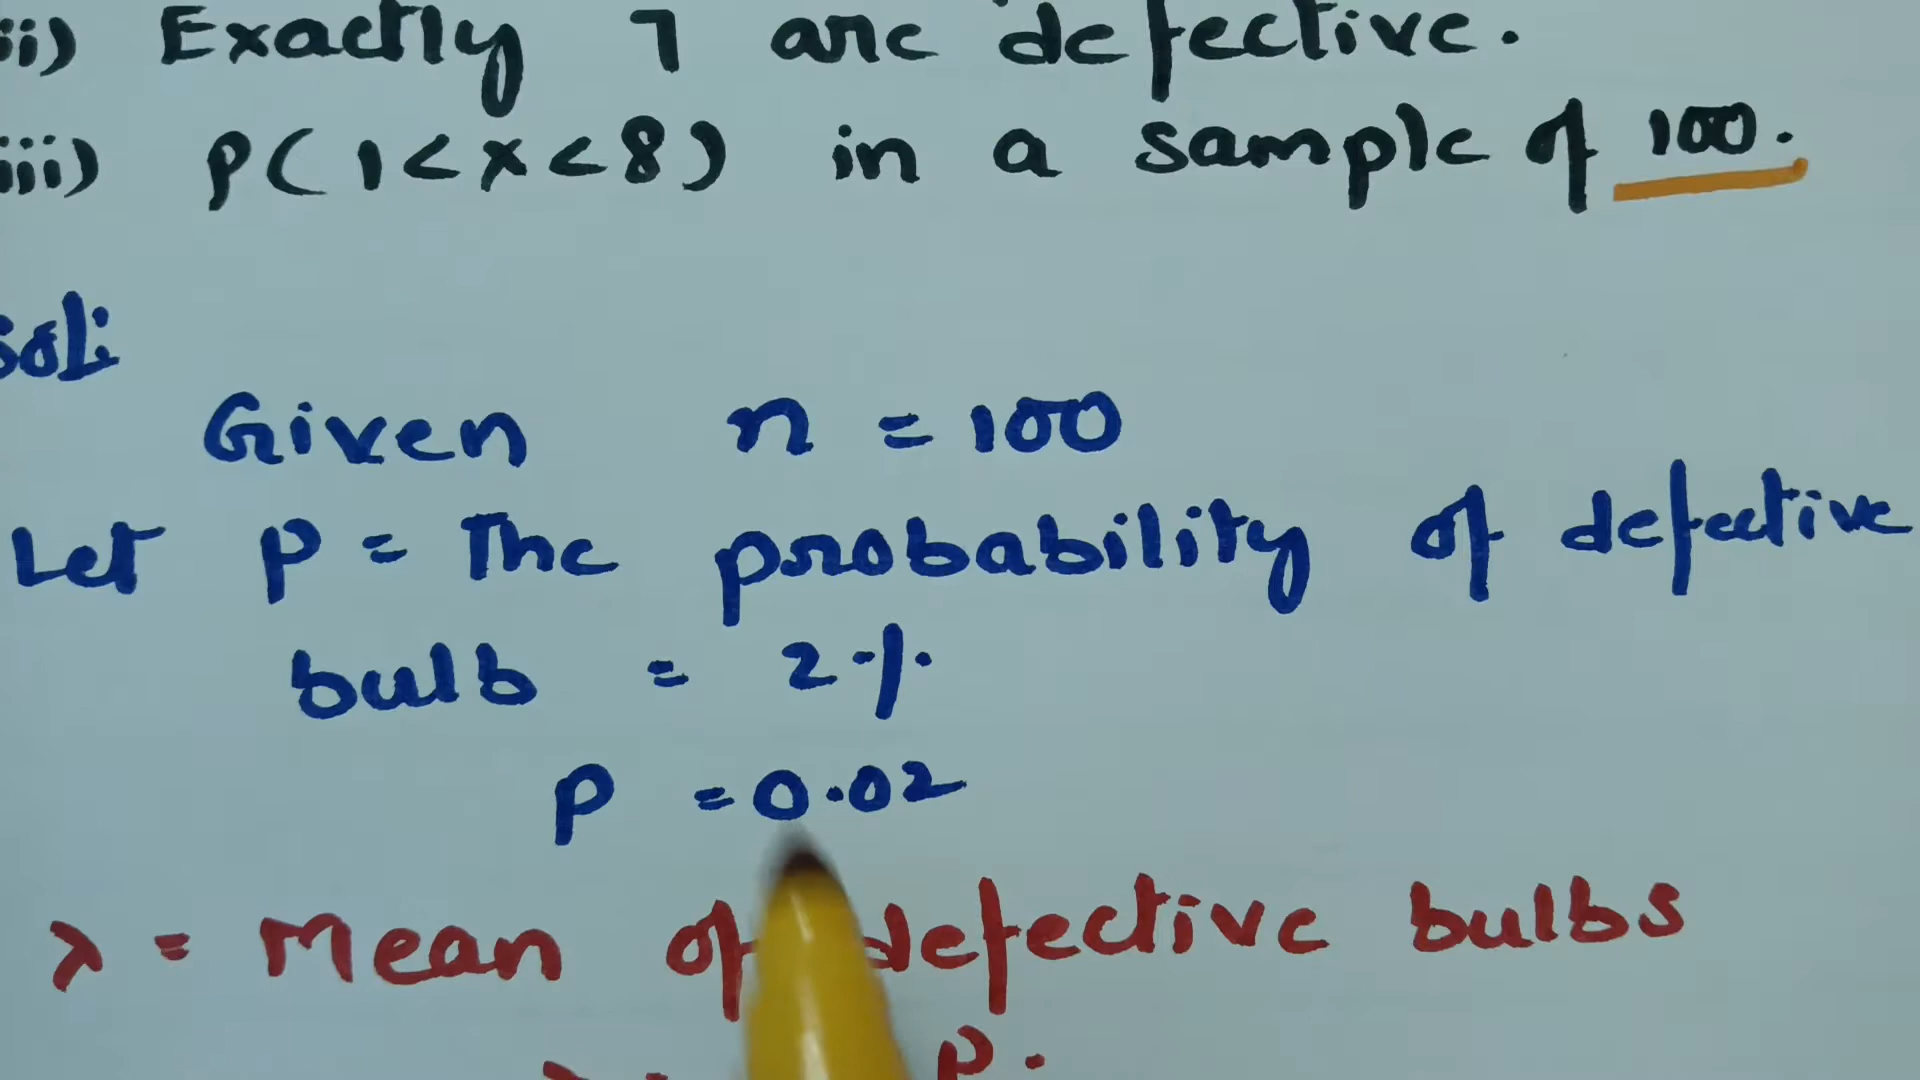 ii) Exactly 7 are defective.
iii) P(1<x<8) in a sample of 100.
Sol:
Given n = 100
Let P = The probability of defective
bulb = 2%
P = 0.02
λ = Mean of defective bulbs
λ = P.